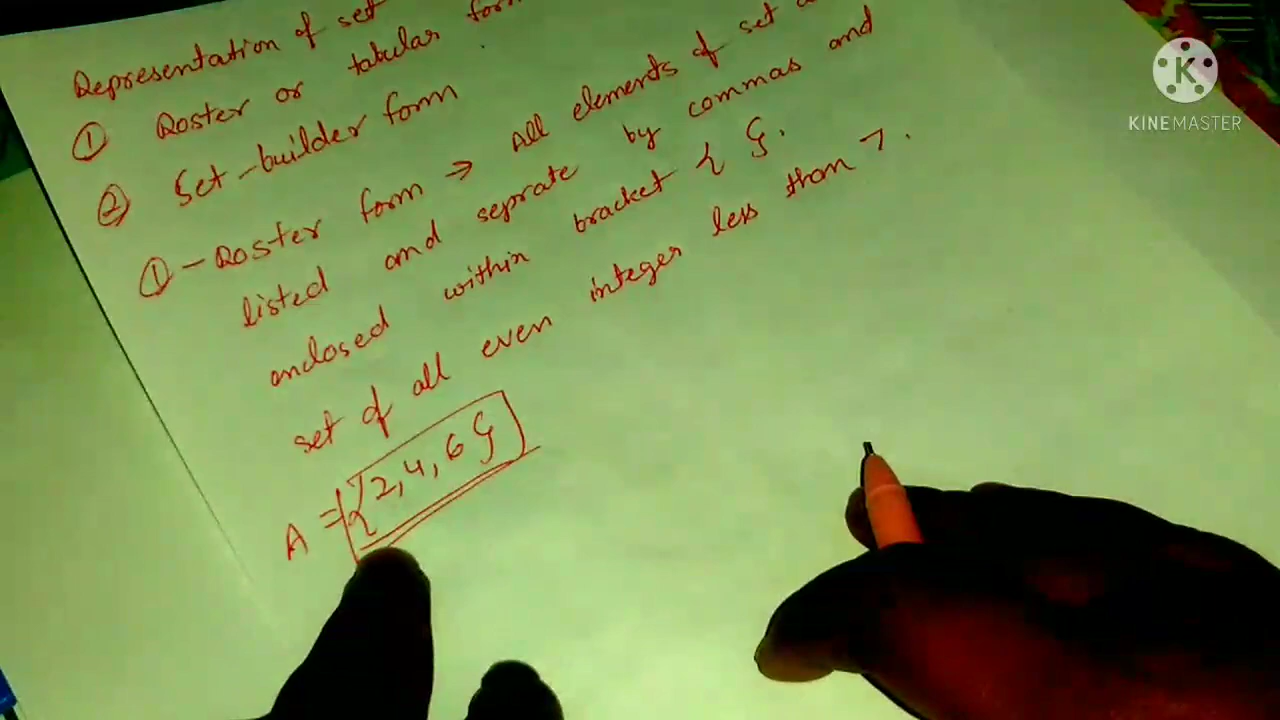 Representation of set
① Roster or tabular form
② Set-builder form
①-Roster form → All elements of set
listed and seprate by commas and
enclosed within bracket { }.
set of all even integer less than 7.
A = {2,4,6}
K
KINEMASTER